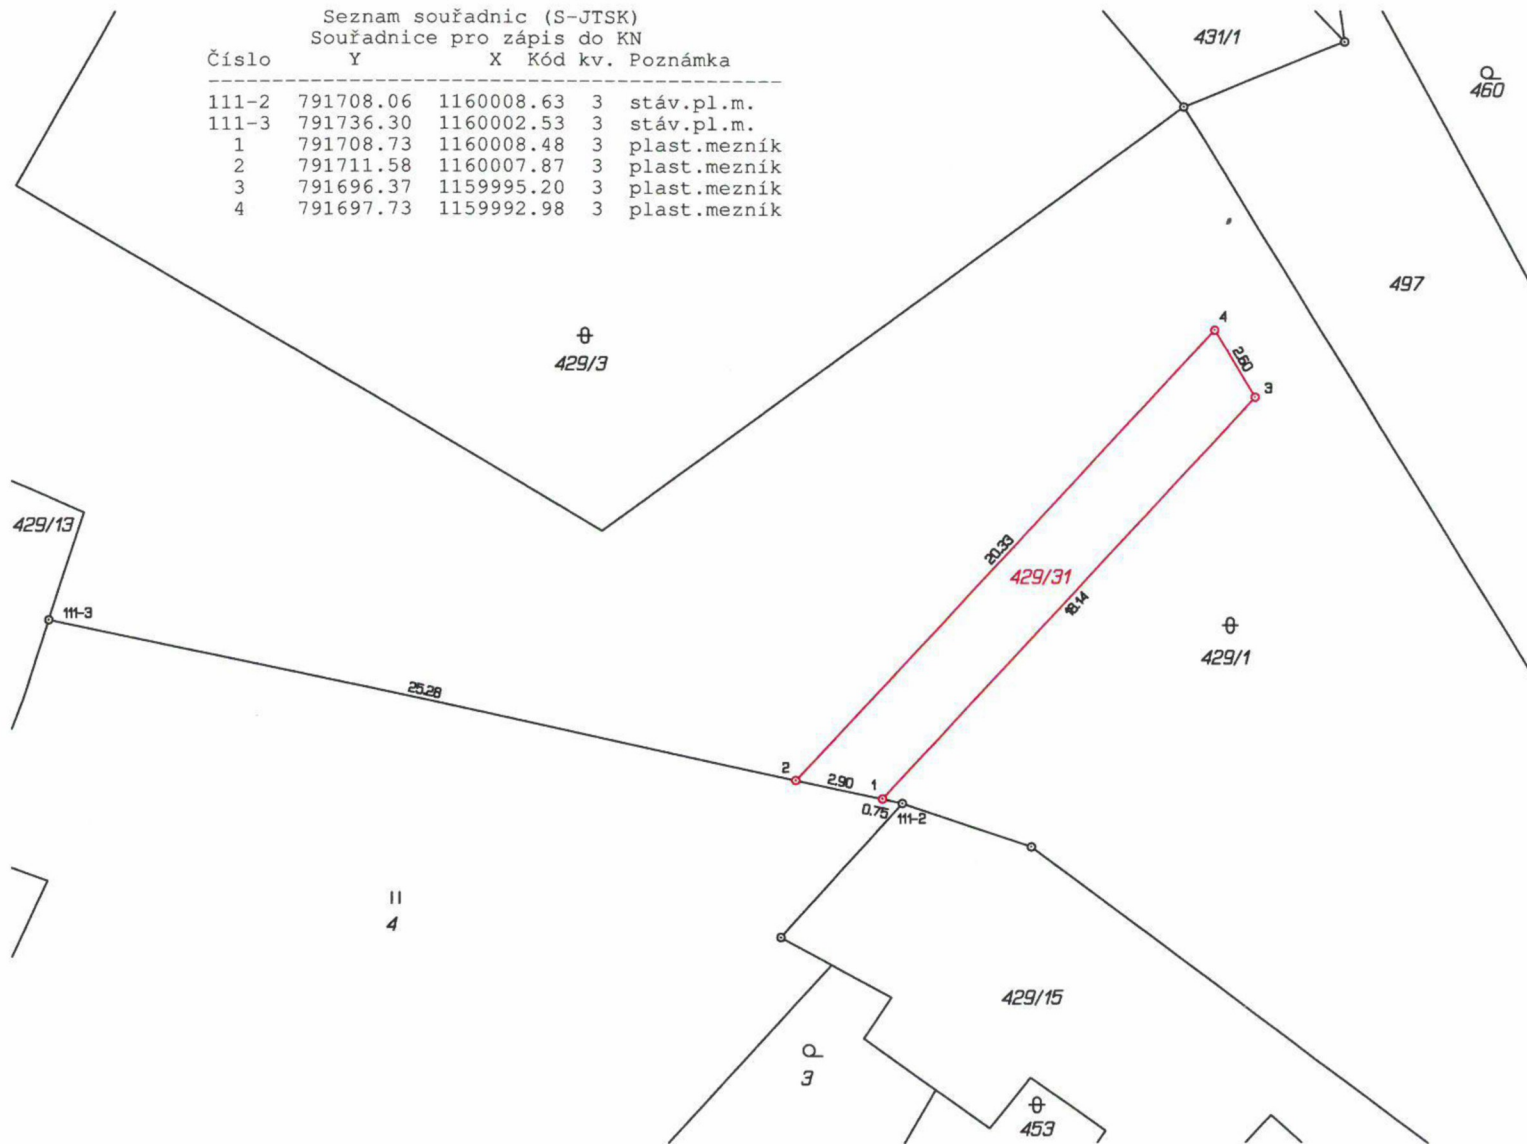 Seznam souřadnic (S-JTSK)
Souřadnice pro zápis do KN
Číslo Y X Kód kv. Poznámka
111-2 791708.06 1160008.63 3 stáv.pl.m.
111-3 791736.30 1160002.53 3 stáv.pl.m.
1 791708.73 1160008.48 3 plast.mezník
2 791711.58 1160007.87 3 plast.mezník
3 791696.37 1159995.20 3 plast.mezník
4 791697.73 1159992.98 3 plast.mezník
431/1
460
497
4
2.60
3
429/3
429/13
20.33
429/31
18.14
111-3
429/1
25.28
2
2.90
1
0.75
111-2
4
429/15
3
453